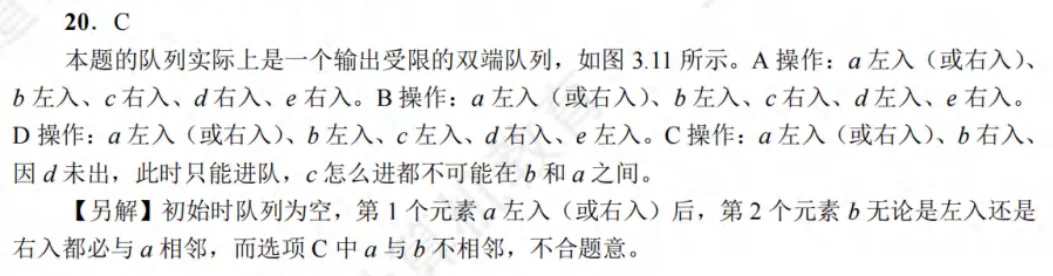 20. C
本题的队列实际上是一个输出受限的双端队列，如图 3.11 所示。A 操作：a 左入（或右入）、
b 左入、c 右入、d 右入、e 右入。B 操作：a 左入（或右入）、b 左入、c 右入、d 左入、e 右入。
D 操作：a 左入（或右入）、b 左入、c 左入、d 右入、e 左入。C 操作：a 左入（或右入）、b 右入、
因 d 未出，此时只能进队，c 怎么进都不可能在 b 和 a 之间。
【另解】初始时队列为空，第 1 个元素 a 左入（或右入）后，第 2 个元素 b 无论是左入还是
右入都必与 a 相邻，而选项 C 中 a 与 b 不相邻，不合题意。